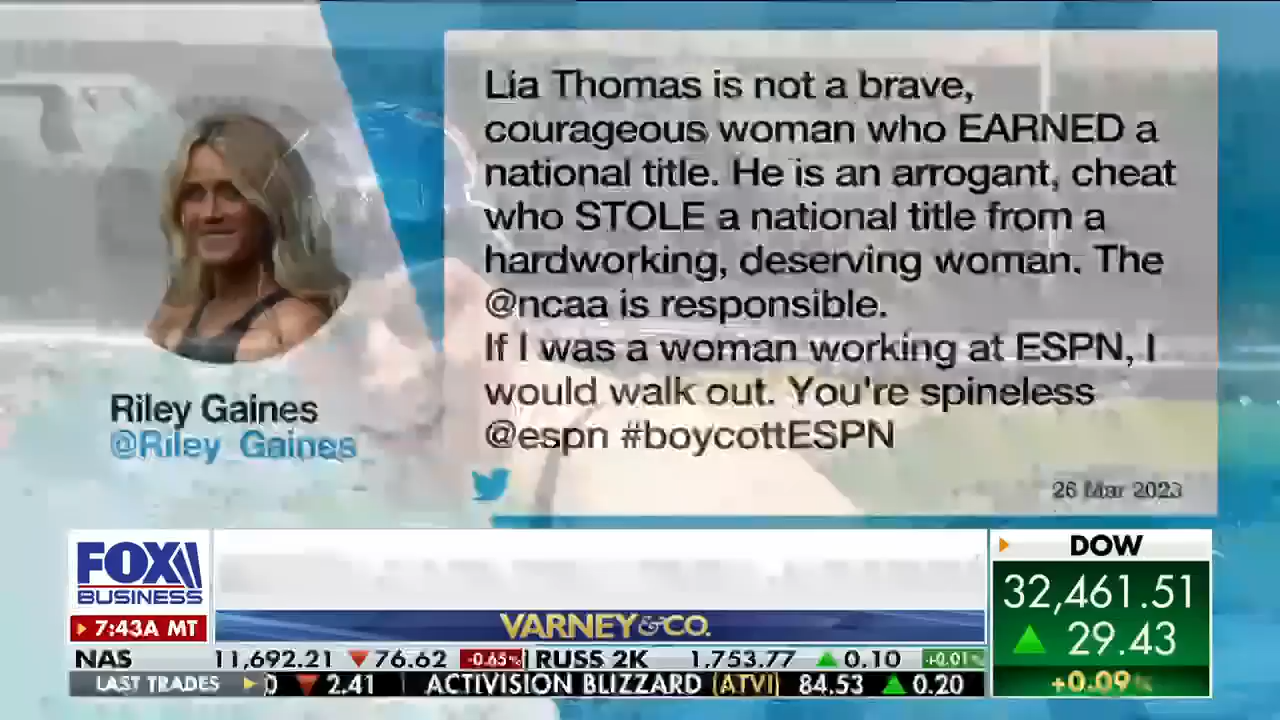 Lia Thomas is not a brave,
courageous woman who EARNED a
national title. He is an arrogant, cheat
who STOLE a national title from a
hardworking, deserving woman. The
@ncaa is responsible.
If I was a woman working at ESPN, I
would walk out. You're spineless
@espn #boycottESPN
26 Mar 2023
Riley Gaines
@Riley_Gaines_
FOX
BUSINESS
7:43A MT
VARNEY & CO.
DOW
32,461.51
29.43
+0.09%
NAS 11,692.21 76.62 -0.65% RUSS 2K 1,753.77 0.10 +0.01%
LAST TRADES 2.41 ACTIVISION BLIZZARD (ATVI) 84.53 0.20